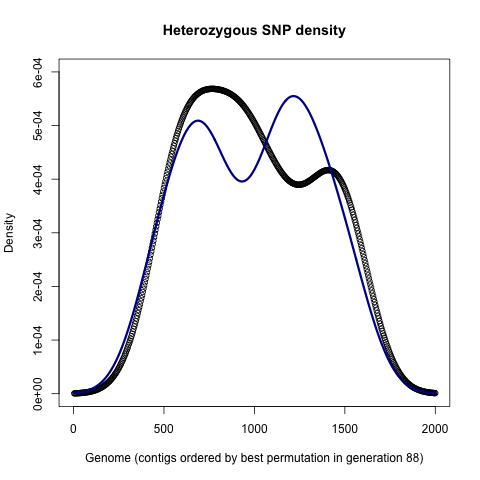 Heterozygous SNP density
6e-04
5e-04
4e-04
3e-04
2e-04
1e-04
0e+00
Density
0 500 1000 1500 2000
Genome (contigs ordered by best permutation in generation 88)